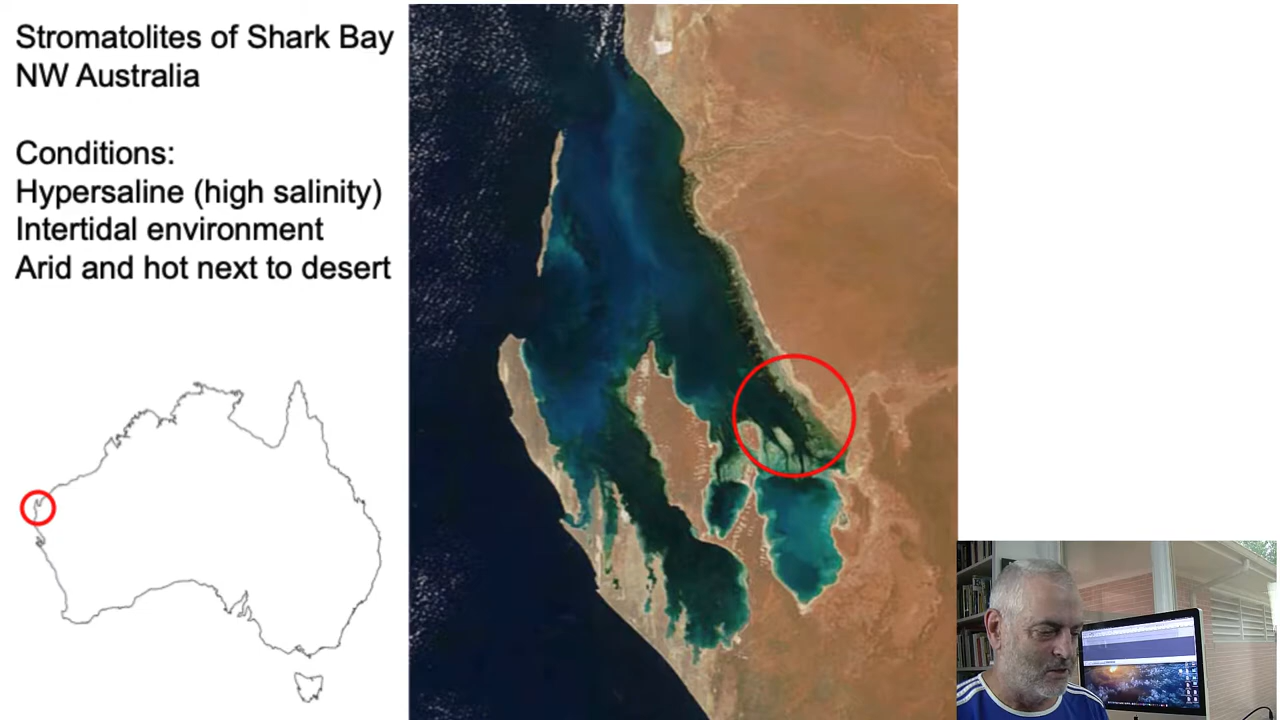 Stromatolites of Shark Bay
NW Australia
Conditions:
Hypersaline (high salinity)
Intertidal environment
Arid and hot next to desert